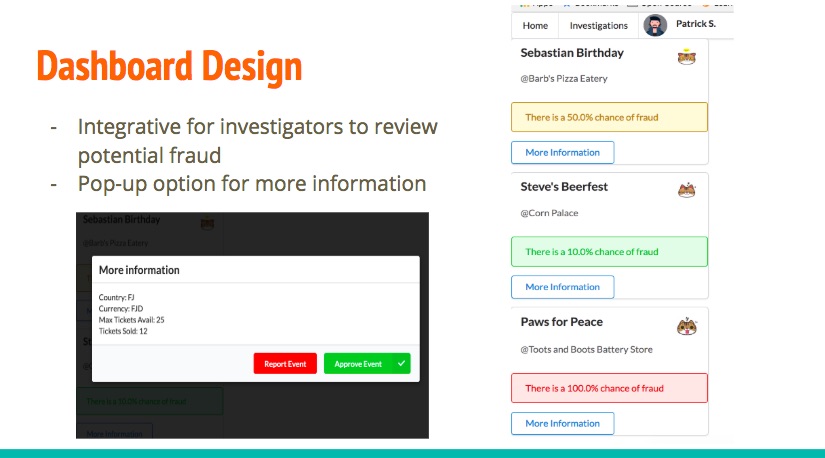 Dashboard Design
- Integrative for investigators to review
potential fraud
- Pop-up option for more information
Sebastian Birthday
@Barb's Pizza Eatery
More information
Country: FJ
Currency: FJD
Max Tickets Avail: 25
Tickets Sold: 12
Report Event
Approve Event
There is a 10.0% chance of fraud
More Information
Home
Investigations
Patrick S.
Sebastian Birthday
@Barb's Pizza Eatery
There is a 50.0% chance of fraud
More Information
Steve's Beerfest
@Corn Palace
There is a 10.0% chance of fraud
More Information
Paws for Peace
@Toots and Boots Battery Store
There is a 100.0% chance of fraud
More Information